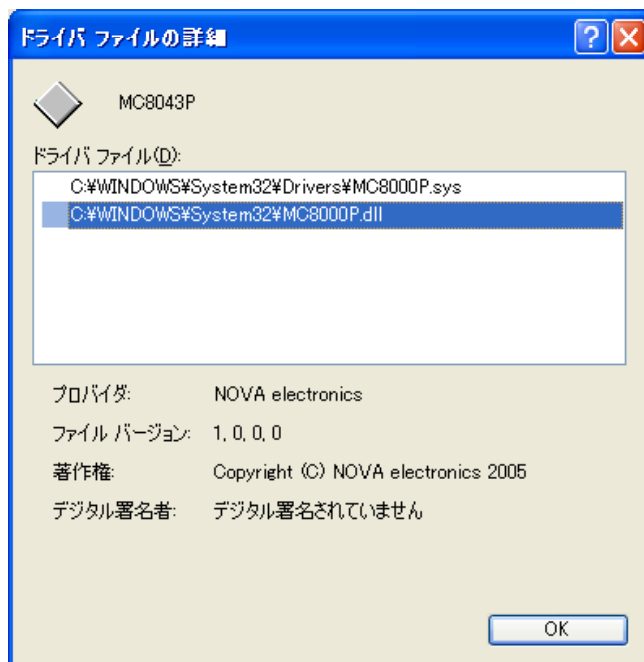 ドライバ ファイルの詳細
MC8043P
ドライバ ファイル(D):
C:¥WINDOWS¥System32¥Drivers¥MC8000P.sys
C:¥WINDOWS¥System32¥MC8000P.dll
プロバイダ: NOVA electronics
ファイル バージョン: 1, 0, 0, 0
著作権: Copyright (C) NOVA electronics 2005
デジタル署名者: デジタル署名されていません
OK